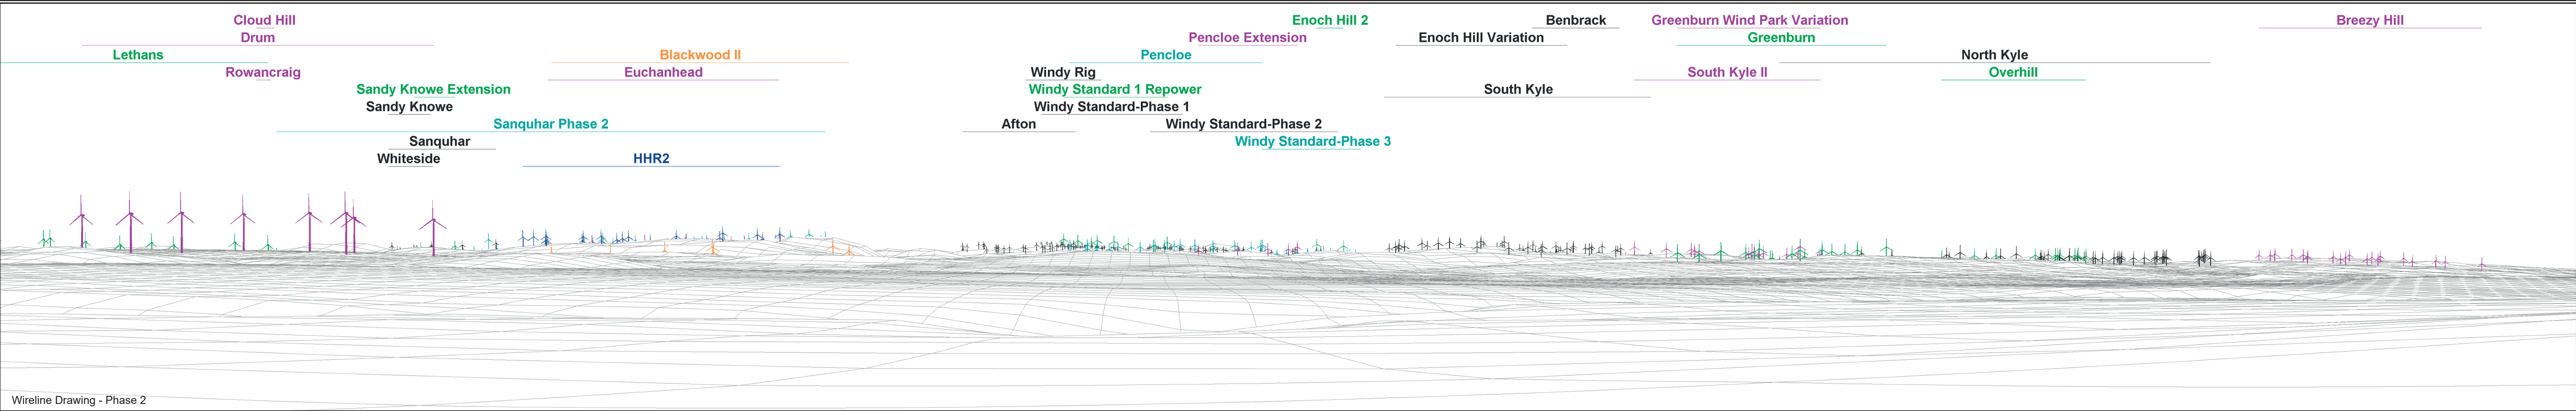 Cloud Hill
Enoch Hill 2
Benbrack
Greenburn Wind Park Variation
Breezy Hill
Drum
Pencloe Extension
Enoch Hill Variation
Greenburn
Lethans
Blackwood II
Pencloe
North Kyle
Rowancraig
Euchanhead
Windy Rig
South Kyle II
Overhill
Sandy Knowe Extension
Windy Standard 1 Repower
South Kyle
Sandy Knowe
Windy Standard-Phase 1
Sanquhar Phase 2
Afton
Windy Standard-Phase 2
Sanquhar
Windy Standard-Phase 3
Whiteside
HHR2
Wireline Drawing - Phase 2